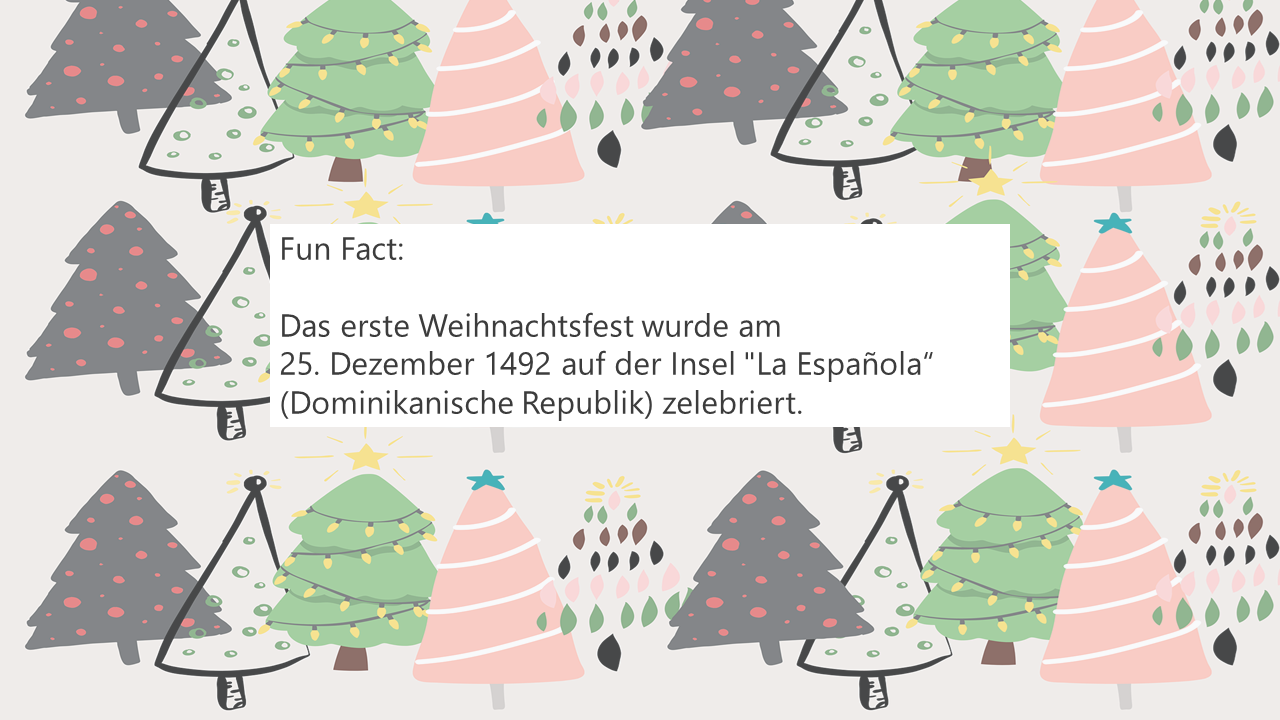 Fun Fact:
Das erste Weihnachtsfest wurde am
25. Dezember 1492 auf der Insel "La Española“
(Dominikanische Republik) zelebriert.